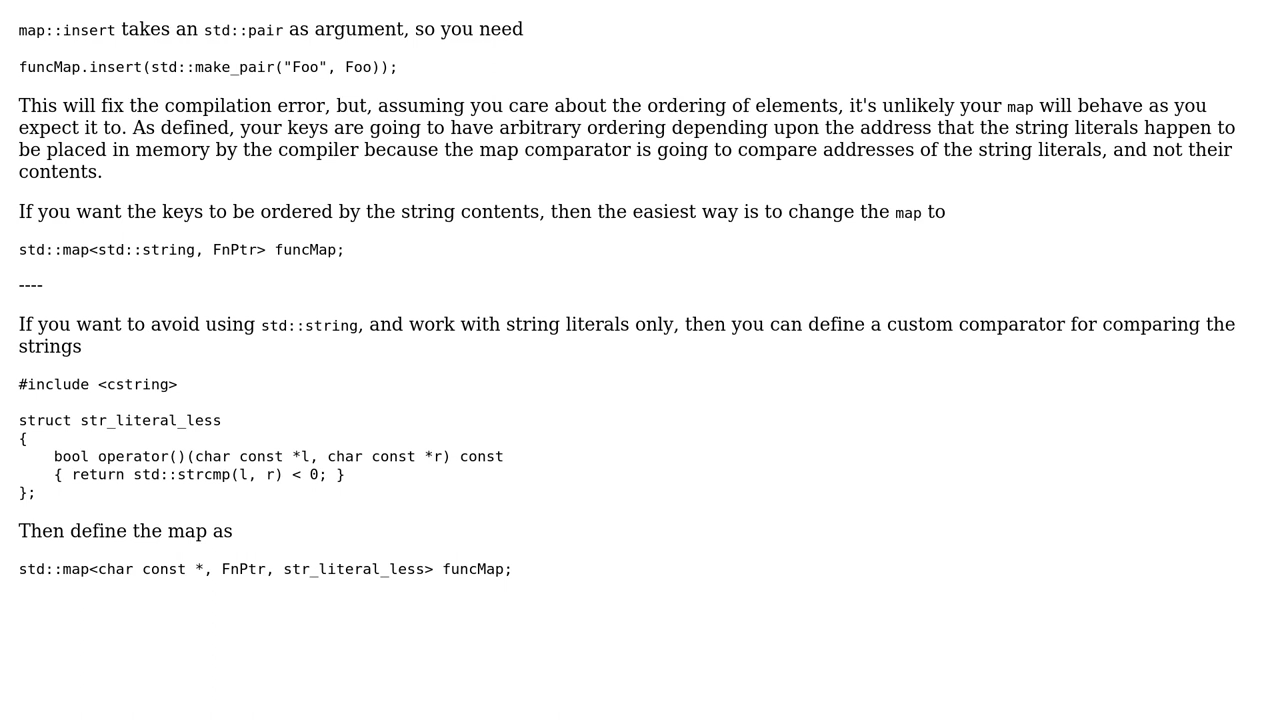 map::insert takes an std::pair as argument, so you need
funcMap.insert(std::make_pair("Foo", Foo));
This will fix the compilation error, but, assuming you care about the ordering of elements, it's unlikely your map will behave as you
expect it to. As defined, your keys are going to have arbitrary ordering depending upon the address that the string literals happen to
be placed in memory by the compiler because the map comparator is going to compare addresses of the string literals, and not their
contents.
If you want the keys to be ordered by the string contents, then the easiest way is to change the map to
std::map<std::string, FnPtr> funcMap;
----
If you want to avoid using std::string, and work with string literals only, then you can define a custom comparator for comparing the
strings
#include <cstring>
struct str_literal_less
{
    bool operator()(char const *l, char const *r) const
    { return std::strcmp(l, r) < 0; }
};
Then define the map as
std::map<char const *, FnPtr, str_literal_less> funcMap;